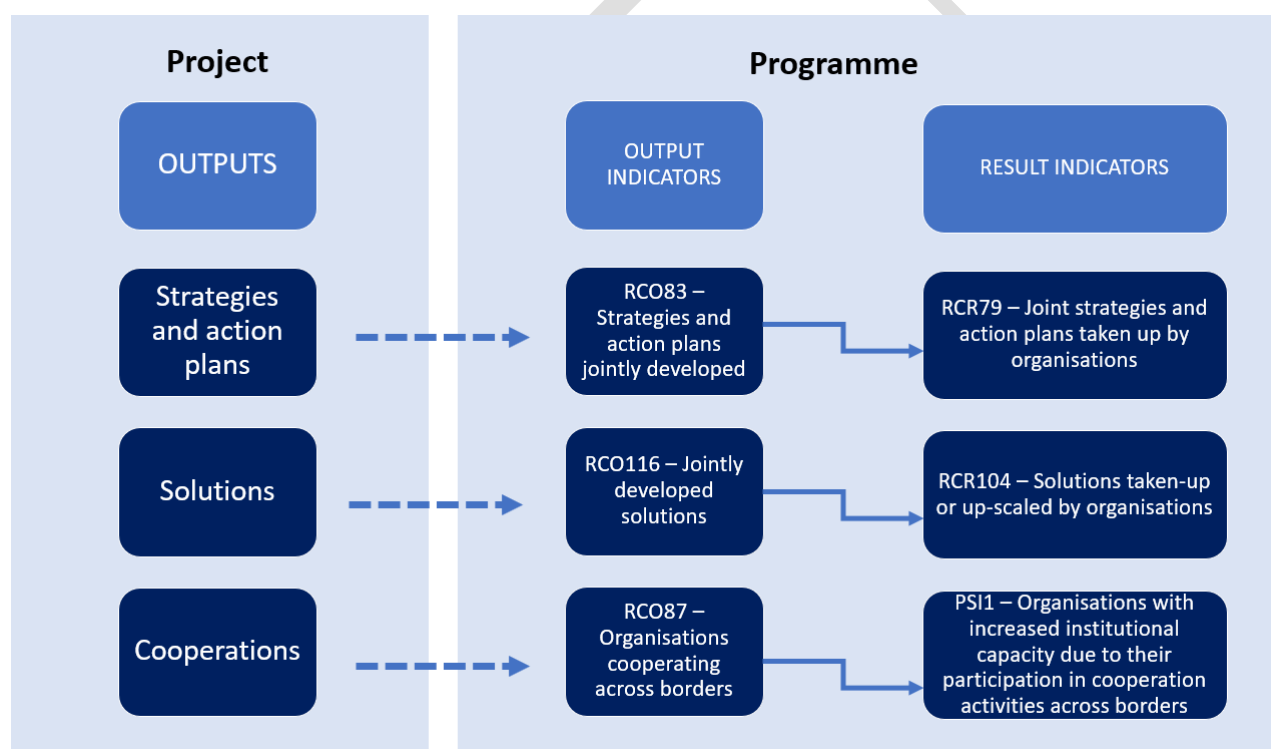 Project
Programme
OUTPUTS
OUTPUT
INDICATORS
RESULT INDICATORS
Strategies
and action
plans
RCO83 –
Strategies and
action plans
jointly developed
RCR79 – Joint strategies and
action plans taken up by
organisations
Solutions
RCO116 – Jointly
developed
solutions
RCR104 – Solutions taken-up
or up-scaled by organisations
Cooperations
RCO87 –
Organisations
cooperating
across borders
PSI1 – Organisations with
increased institutional
capacity due to their
participation in cooperation
activities across borders